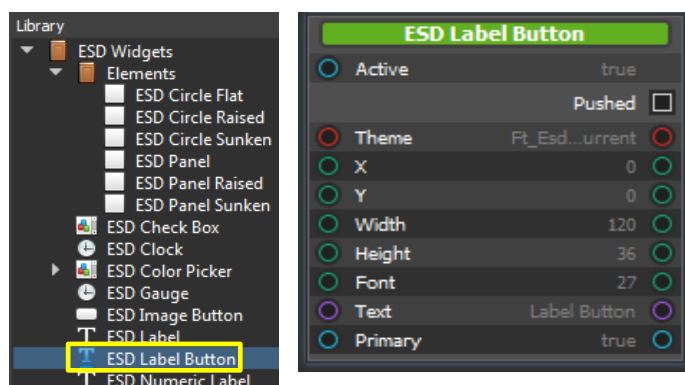 Library
ESD Widgets
Elements
ESD Circle Flat
ESD Circle Raised
ESD Circle Sunken
ESD Panel
ESD Panel Raised
ESD Panel Sunken
ESD Check Box
ESD Clock
ESD Color Picker
ESD Gauge
ESD Image Button
ESD Label
ESD Label Button
ESD Numeric Label
ESD Label Button
Active true
Pushed
Theme Ft_Esd...urrent
X 0
Y 0
Width 120
Height 36
Font 27
Text Label Button
Primary true